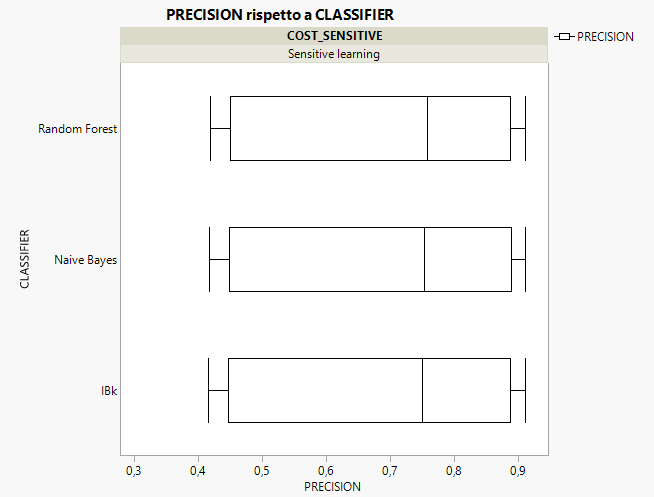 PRECISION rispetto a CLASSIFIER
COST_SENSITIVE
Sensitive learning
PRECISION
Random Forest
Naive Bayes
IBk
CLASSIFIER
0,3 0,4 0,5 0,6 0,7 0,8 0,9
PRECISION